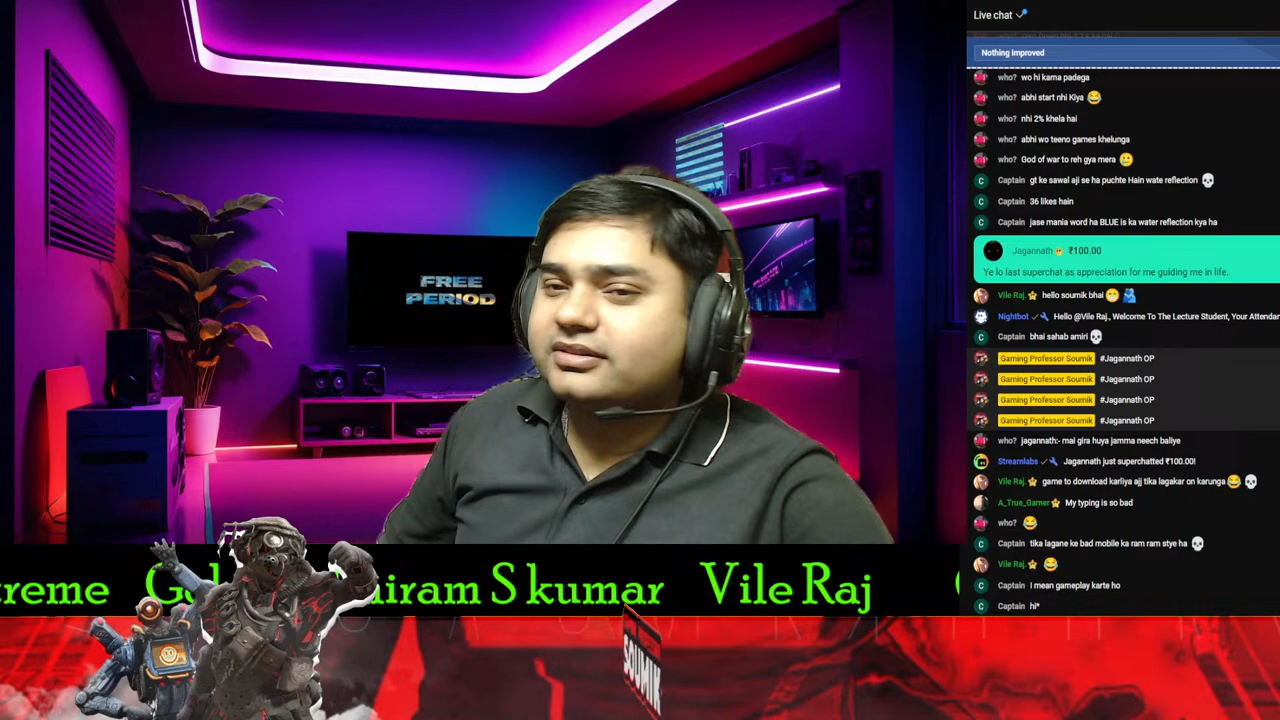 Live chat
Nothing improved
who? wo hi kama padega
who? abhi start nhi Kiya 😂
who? nhi 2% khela hai
who? abhi wo teeno games khelunga
who? God of war to reh gya mera 🥲
C Captain gt ke sawal aji se ha puchte Hain wate reflection 💀
C Captain 36 likes hain
C Captain jase mania word ha BLUE is ka water reflection kya ha
Jagannath ₹100.00
Ye lo last superchat as appreciation for me guiding me in life.
Vile Raj. hello soumik bhai 😁🫂
Nightbot Hello @Vile Raj., Welcome To The Lecture Student, Your Attendan
C Captain bhai sahab amiri 💀
Gaming Professor Soumik #Jagannath OP
Gaming Professor Soumik #Jagannath OP
Gaming Professor Soumik #Jagannath OP
Gaming Professor Soumik #Jagannath OP
who? jagannath:- mai gira huya jamma neech baliye
Streamlabs Jagannath just superchatted ₹100.00!
Vile Raj. game to download karliya ajj tika lagakar on karunga 😂💀
A_True_Gamer My typing is so bad
who? 😂
C Captain tika lagane ke bad mobile ka ram ram stye ha 💀
Vile Raj. 😂
C Captain I mean gameplay karte ho
C Captain hi*
FREE
PERIOD
treme Go iram S kumar Vile Raj
SOUMIK